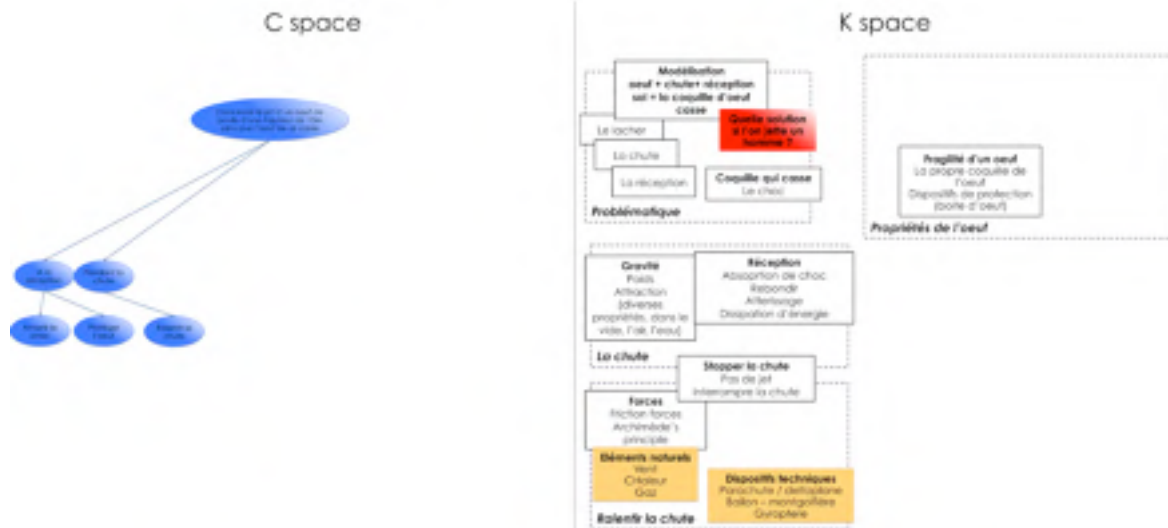 C space
K space
Modélisation
oeuf + chute+ réception
sol + la coquille d'oeuf
casse
Quelle solution
si l'on jette un
homme ?
Le lacher
La chute
La réception
Coquille qui casse
Le choc
Problématique
Fragilité d'un oeuf
La propre coquille de
l'oeuf
Dispositifs de protection
(boite d'oeuf)
Propriétés de l'oeuf
Gravité
Poids
Attraction
(diverses
propriétés, dans le
vide, l'air, l'eau)
Réception
Absorption de choc
Rebondir
Atterissage
Dissipation d'énergie
La chute
Stopper la chute
Pas de jet
Interrompre la chute
Forces
Friction forces
Archimède's
principle
Eléments naturels
Vent
Chaleur
Gaz
Dispositifs techniques
Parachute / deltaplane
Ballon – montgolfière
Ralentir la chute